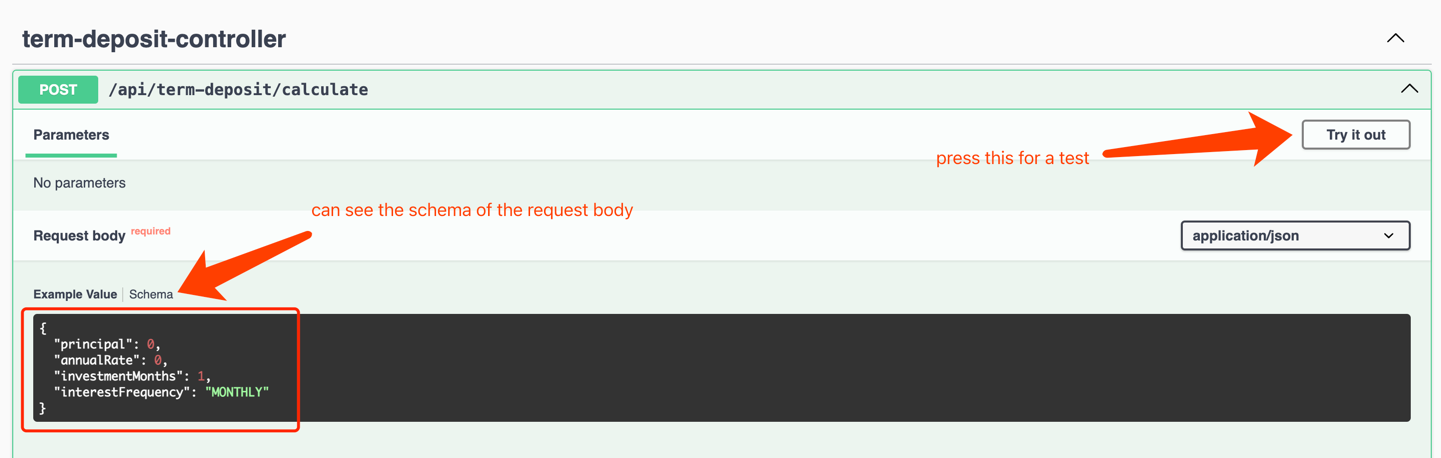 term-deposit-controller
POST /api/term-deposit/calculate
Parameters
Try it out
press this for a test
No parameters
can see the schema of the request body
Request body required
application/json
Example Value | Schema
{
"principal": 0,
"annualRate": 0,
"investmentMonths": 1,
"interestFrequency": "MONTHLY"
}